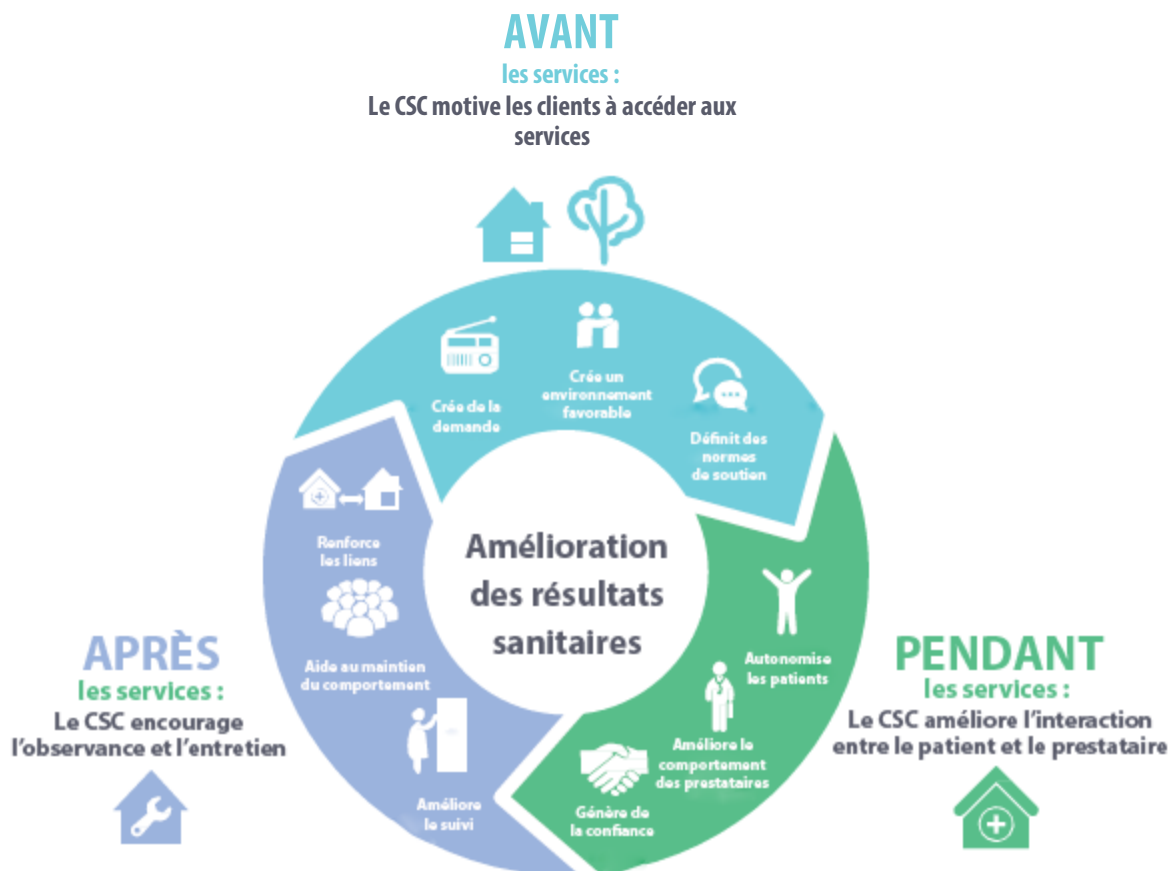 AVANT
les services :
Le CSC motive les clients à accéder aux
services
Crée de la
demande
Crée un
environnement
favorable
Définit des
normes
de soutien
Amélioration
des résultats
sanitaires
Autonomise
les patients
Améliore le
comportement
des prestataires
Génère de
la confiance
PENDANT
les services :
Le CSC améliore l'interaction
entre le patient et le prestataire
Améliore
le suivi
Aide au maintien
du comportement
Renforce
les liens
APRÈS
les services :
Le CSC encourage
l'observance et l'entretien